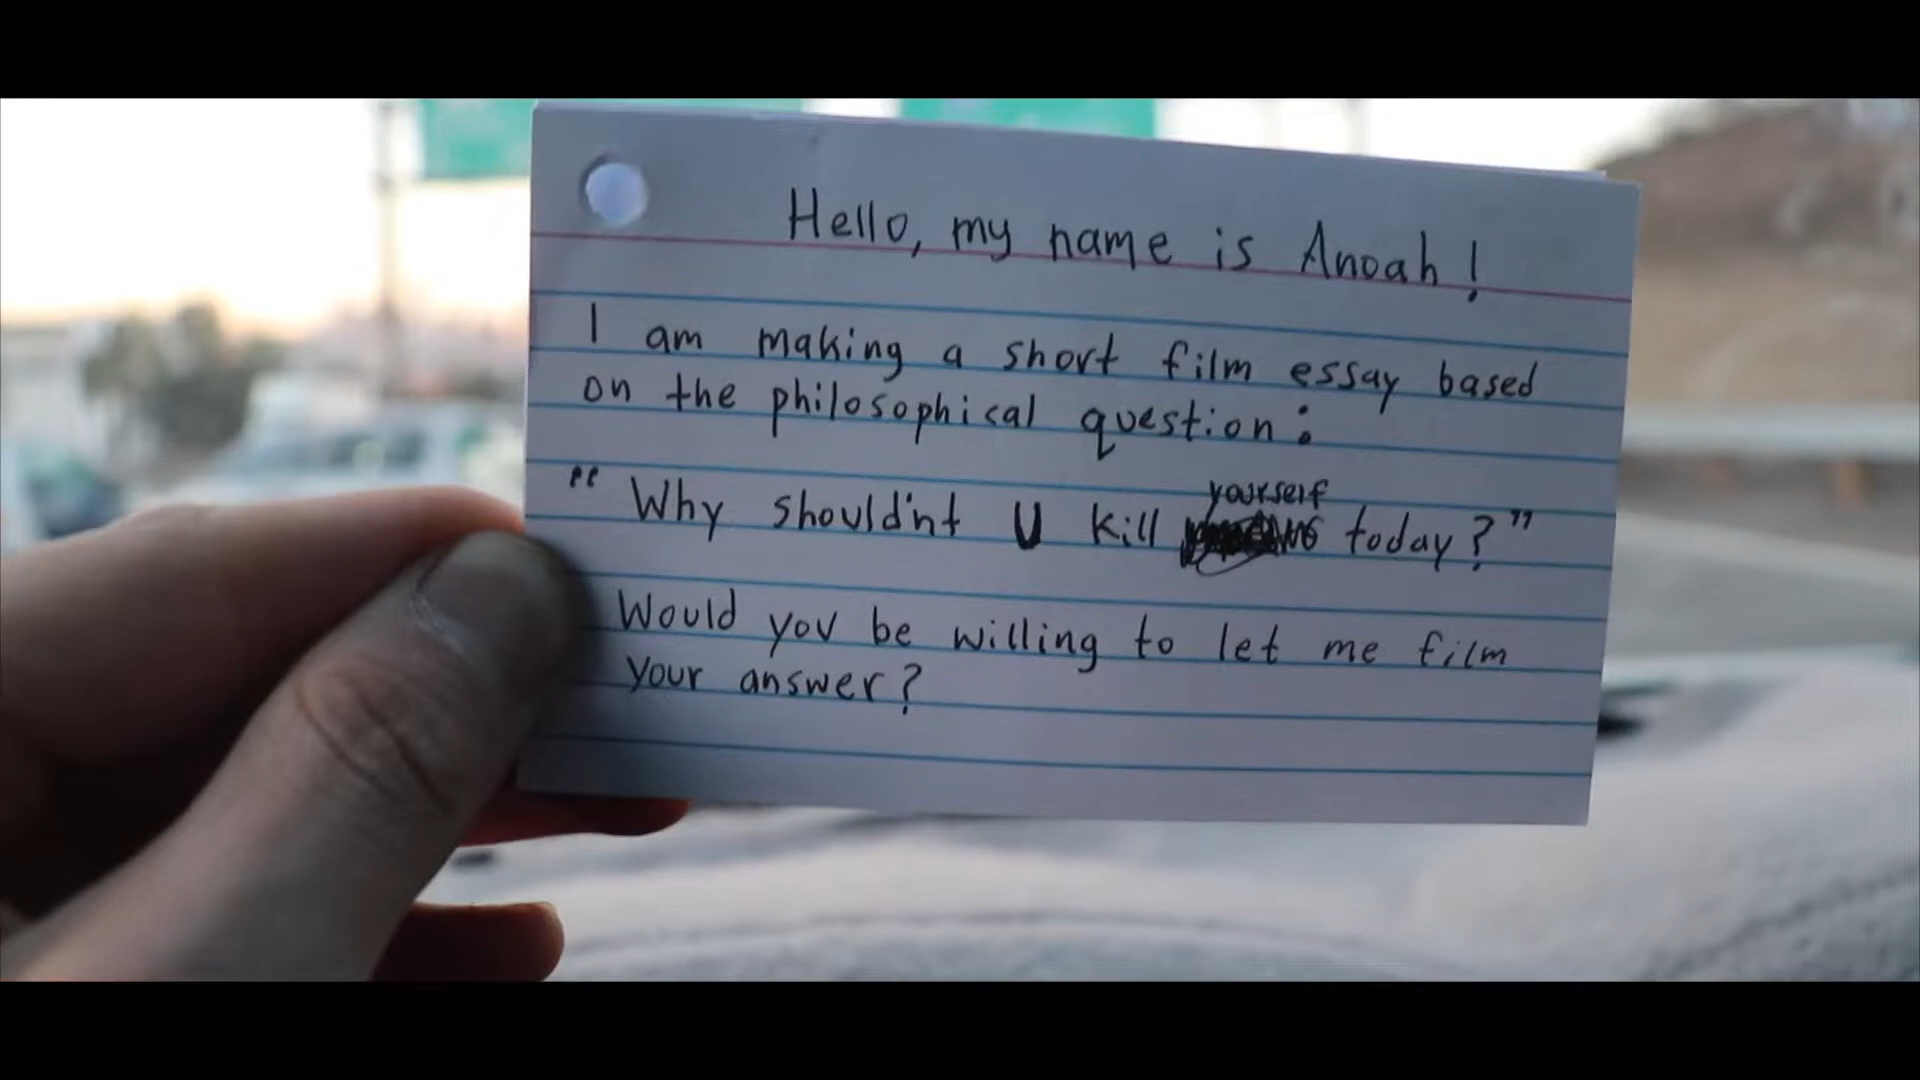 Hello, my name is Anoah!
I am making a short film essay based
on the philosophical question:
"Why should'nt U kill yourself today?"
Would you be willing to let me film
your answer?